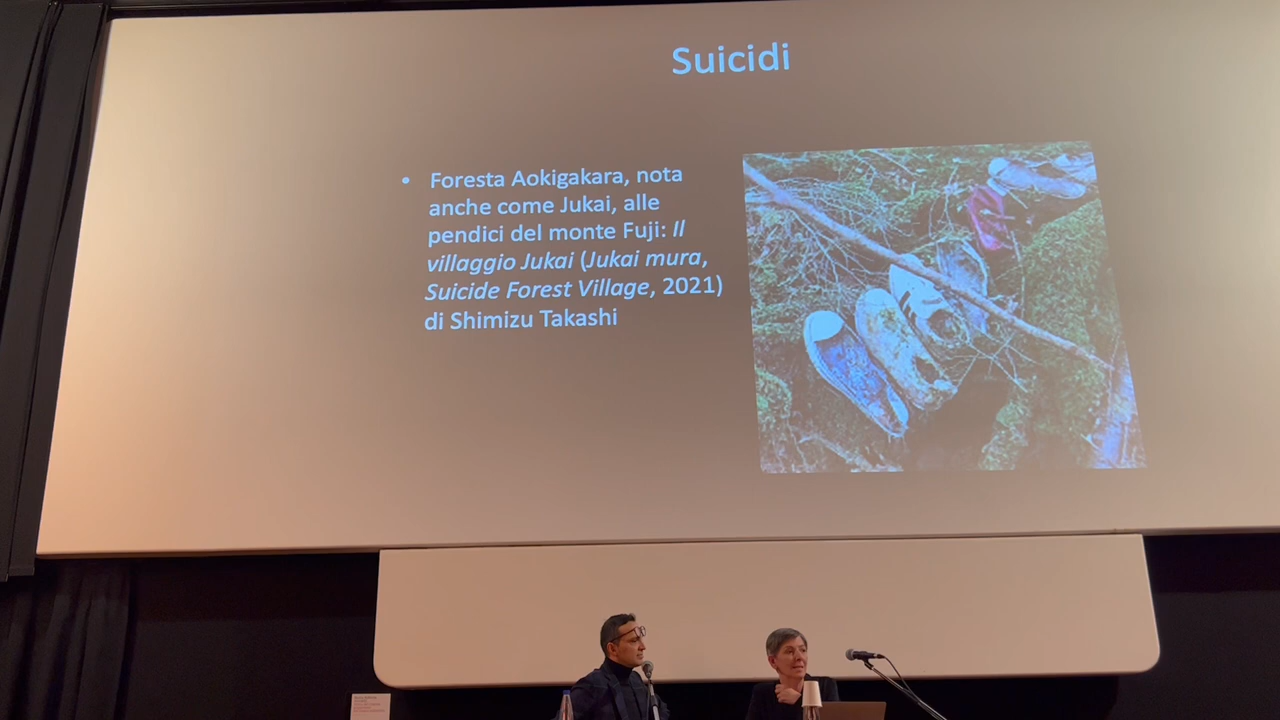 Suicidi
• Foresta Aokigakara, nota
anche come Jukai, alle
pendici del monte Fuji: Il
villaggio Jukai (Jukai mura,
Suicide Forest Village, 2021)
di Shimizu Takashi